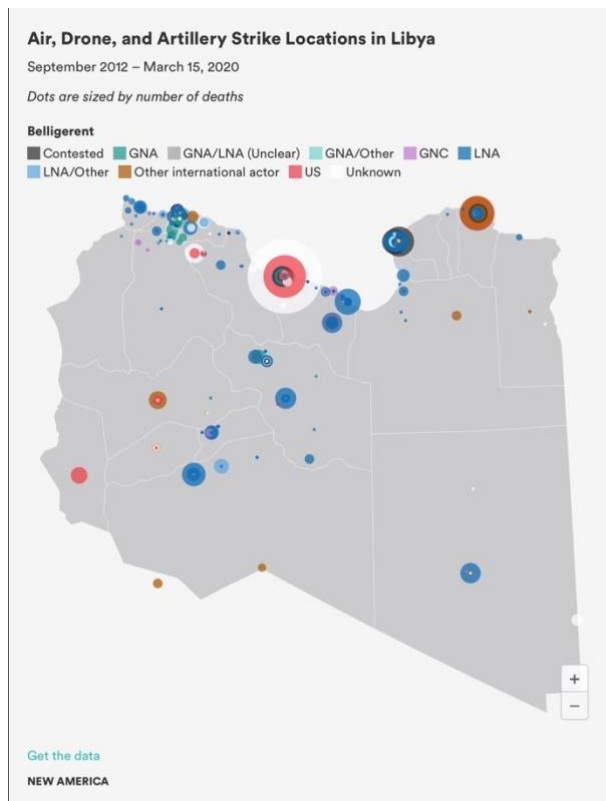 Air, Drone, and Artillery Strike Locations in Libya
September 2012 – March 15, 2020
Dots are sized by number of deaths
Belligerent
Contested GNA GNA/LNA (Unclear) GNA/Other GNC LNA
LNA/Other Other international actor US Unknown
+
−
Get the data
NEW AMERICA